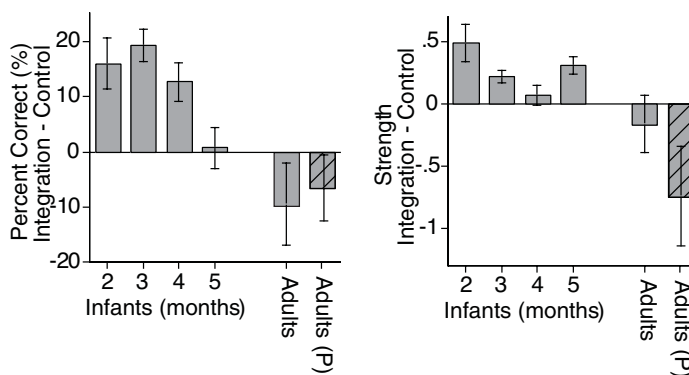 Percent Correct (%)
Integration - Control
20
10
0
-10
-20
2 3 4 5
Infants (months)
Adults
Adults (P)
Strength
Integration - Control
.5
0
-.5
-1
2 3 4 5
Infants (months)
Adults
Adults (P)